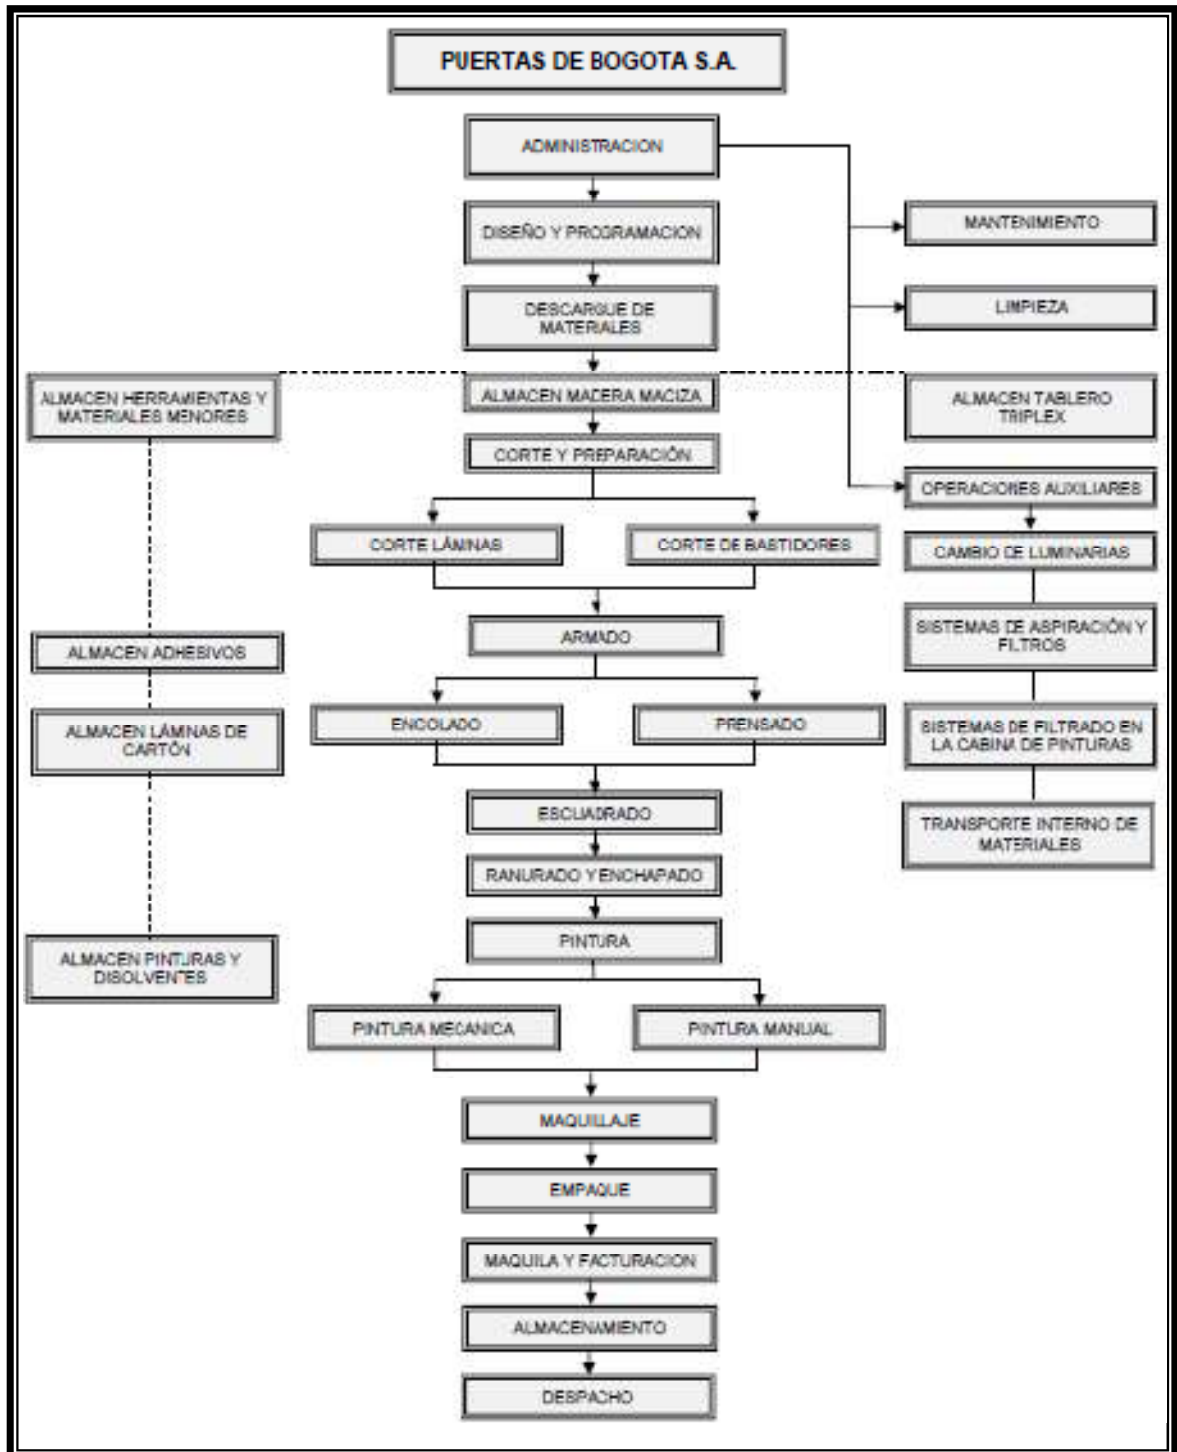 PUERTAS DE BOGOTA S.A.
ADMINISTRACION
DISEÑO Y PROGRAMACION
MANTENIMIENTO
DESCARGUE DE
MATERIALES
LIMPIEZA
ALMACEN HERRAMIENTAS Y
MATERIALES MENORES
ALMACEN MADERA MACIZA
ALMACEN TABLERO
TRIPLEX
CORTE Y PREPARACIÓN
OPERACIONES AUXILIARES
CORTE LÁMINAS
CORTE DE BASTIDORES
CAMBIO DE LUMINARIAS
ARMADO
SISTEMAS DE ASPIRACIÓN Y
FILTROS
ALMACEN ADHESIVOS
ENCOLADO
PRENSADO
ALMACEN LÁMINAS DE
CARTÓN
SISTEMAS DE FILTRADO EN
LA CABINA DE PINTURAS
ESCUADRADO
TRANSPORTE INTERNO DE
MATERIALES
RANURADO Y ENCHAPADO
PINTURA
ALMACEN PINTURAS Y
DISOLVENTES
PINTURA MECANICA
PINTURA MANUAL
MAQUILLAJE
EMPAQUE
MAQUILA Y FACTURACION
ALMACENAMIENTO
DESPACHO